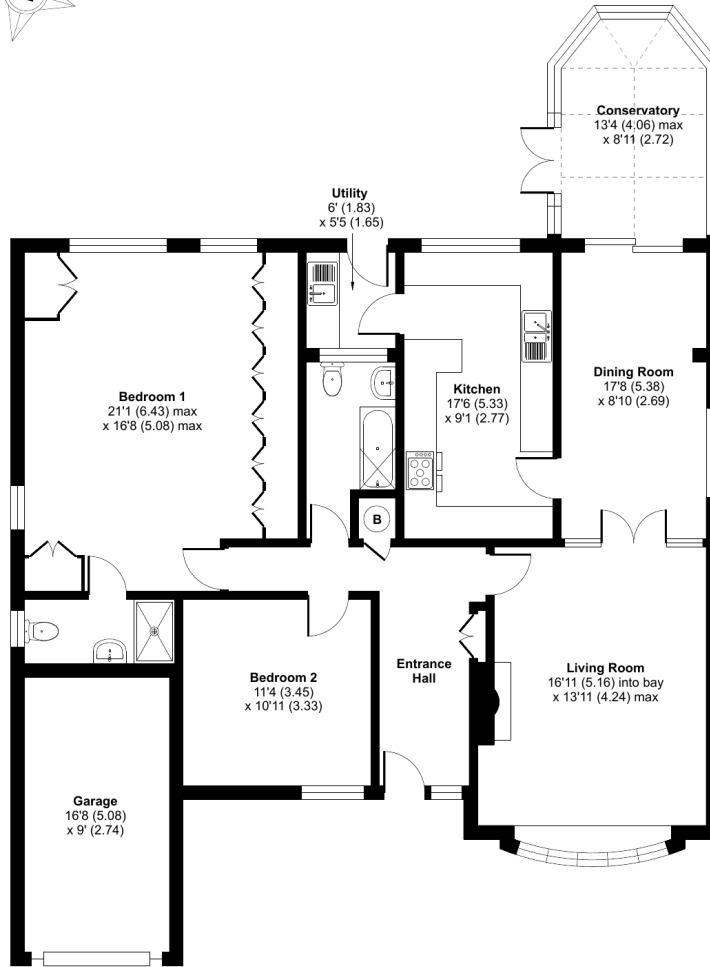 Conservatory
13'4 (4.06) max
x 8'11 (2.72)
Utility
6' (1.83)
x 5'5 (1.65)
Bedroom 1
21'1 (6.43) max
x 16'8 (5.08) max
Kitchen
17'6 (5.33)
x 9'1 (2.77)
Dining Room
17'8 (5.38)
x 8'10 (2.69)
B
Bedroom 2
11'4 (3.45)
x 10'11 (3.33)
Entrance
Hall
Living Room
16'11 (5.16) into bay
x 13'11 (4.24) max
Garage
16'8 (5.08)
x 9' (2.74)